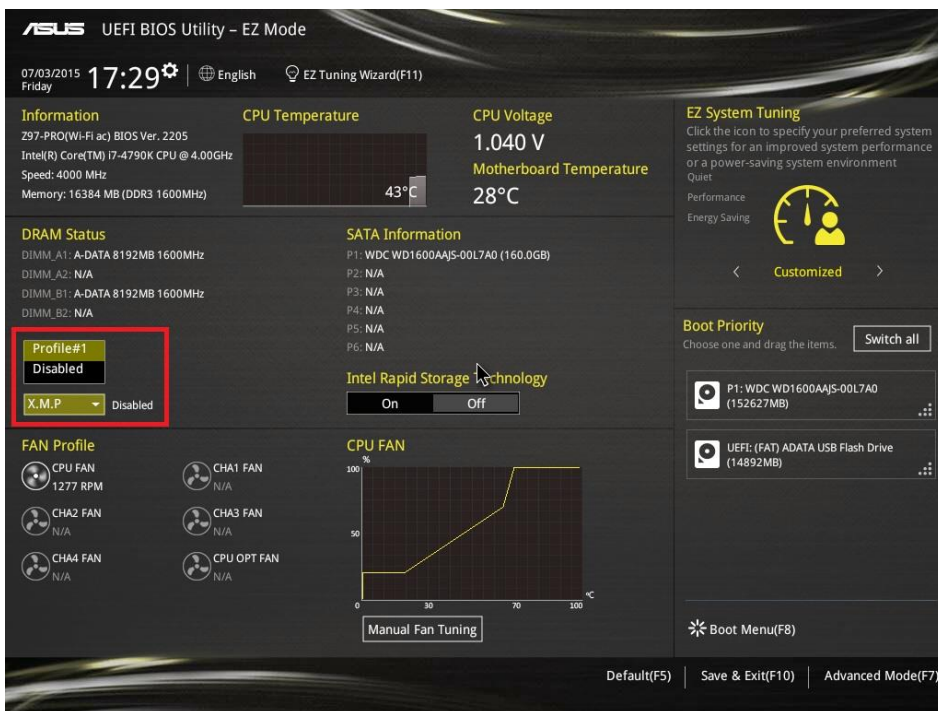 ASUS UEFI BIOS Utility – EZ Mode
07/03/2015
Friday
17:29
English
EZ Tuning Wizard(F11)
Information
Z97-PRO(Wi-Fi ac) BIOS Ver. 2205
Intel(R) Core(TM) i7-4790K CPU @ 4.00GHz
Speed: 4000 MHz
Memory: 16384 MB (DDR3 1600MHz)
CPU Temperature
43°C
CPU Voltage
1.040 V
Motherboard Temperature
28°C
EZ System Tuning
Click the icon to specify your preferred system
settings for an improved system performance
or a power-saving system environment
Quiet
Performance
Energy Saving
< Customized >
DRAM Status
DIMM_A1: A-DATA 8192MB 1600MHz
DIMM_A2: N/A
DIMM_B1: A-DATA 8192MB 1600MHz
DIMM_B2: N/A
Profile#1
Disabled
X.M.P Disabled
SATA Information
P1: WDC WD1600AAJS-00L7A0 (160.0GB)
P2: N/A
P3: N/A
P4: N/A
P5: N/A
P6: N/A
Intel Rapid Storage Technology
On Off
Boot Priority
Choose one and drag the items.
Switch all
P1: WDC WD1600AAJS-00L7A0
(152627MB)
UEFI: (FAT) ADATA USB Flash Drive
(14892MB)
FAN Profile
CPU FAN
1277 RPM
CHA1 FAN
N/A
CHA2 FAN
N/A
CHA3 FAN
N/A
CHA4 FAN
N/A
CPU OPT FAN
N/A
CPU FAN
%
100
50
0 30 70 100
°C
Manual Fan Tuning
Boot Menu(F8)
Default(F5) Save & Exit(F10) Advanced Mode(F7)